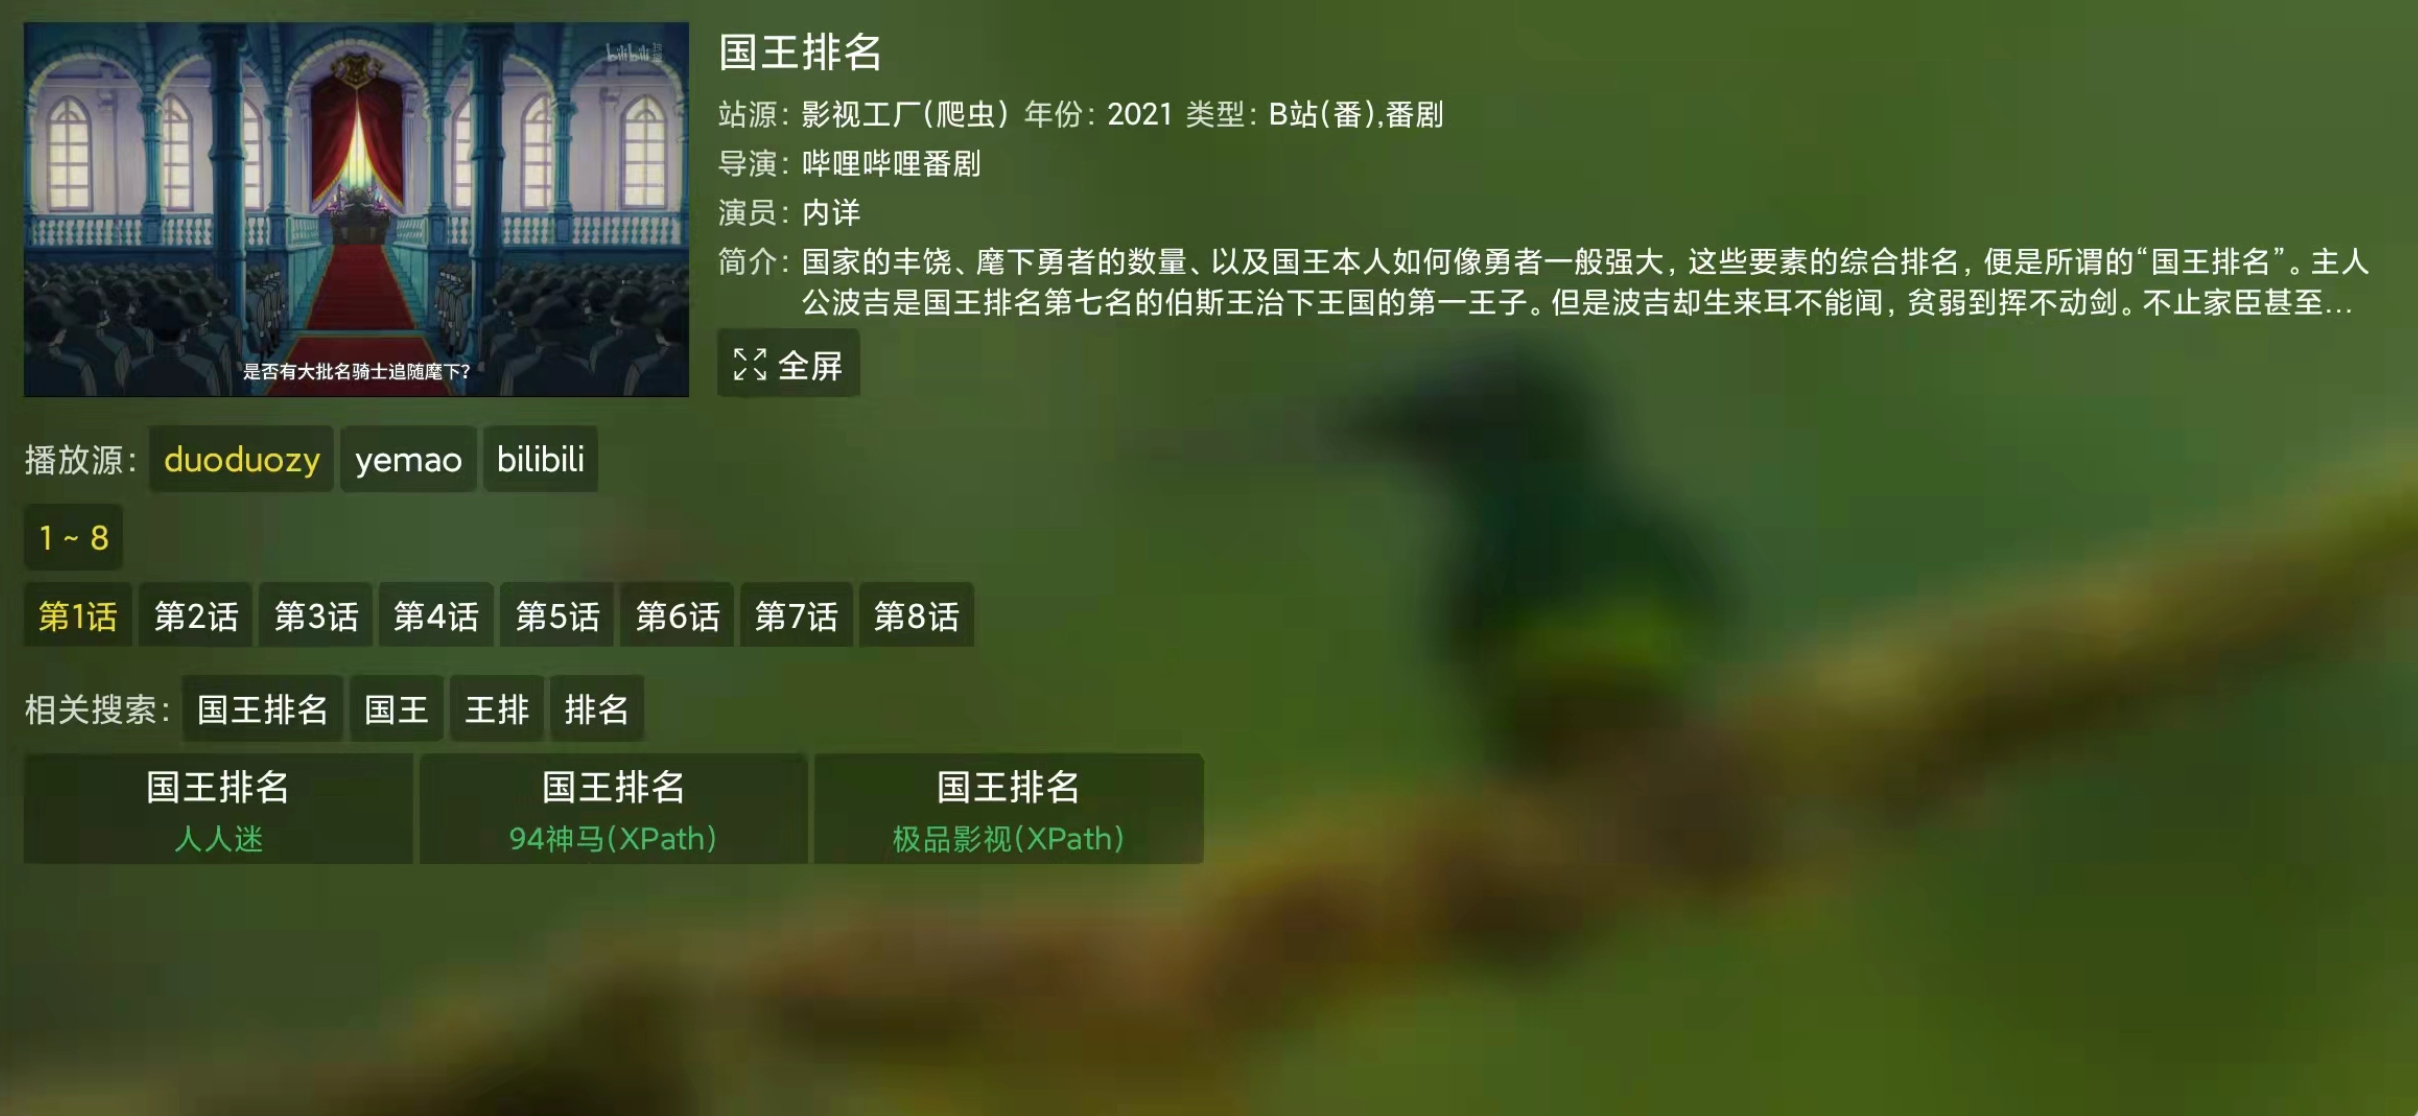 bilibili
国王排名
站源：影视工厂(爬虫) 年份：2021 类型：B站(番),番剧
导演：哔哩哔哩番剧
演员：内详
简介：国家的丰饶、麾下勇者的数量、以及国王本人如何像勇者一般强大，这些要素的综合排名，便是所谓的“国王排名”。主人
公波吉是国王排名第七名的伯斯王治下王国的第一王子。但是波吉却生来耳不能闻，贫弱到挥不动剑。不止家臣甚至...
全屏
是否有大批名骑士追随麾下？
播放源：duoduozy yemao bilibili
1 ~ 8
第1话 第2话 第3话 第4话 第5话 第6话 第7话 第8话
相关搜索：国王排名 国王 王排 排名
国王排名 国王排名 国王排名
人人迷 94神马(XPath) 极品影视(XPath)